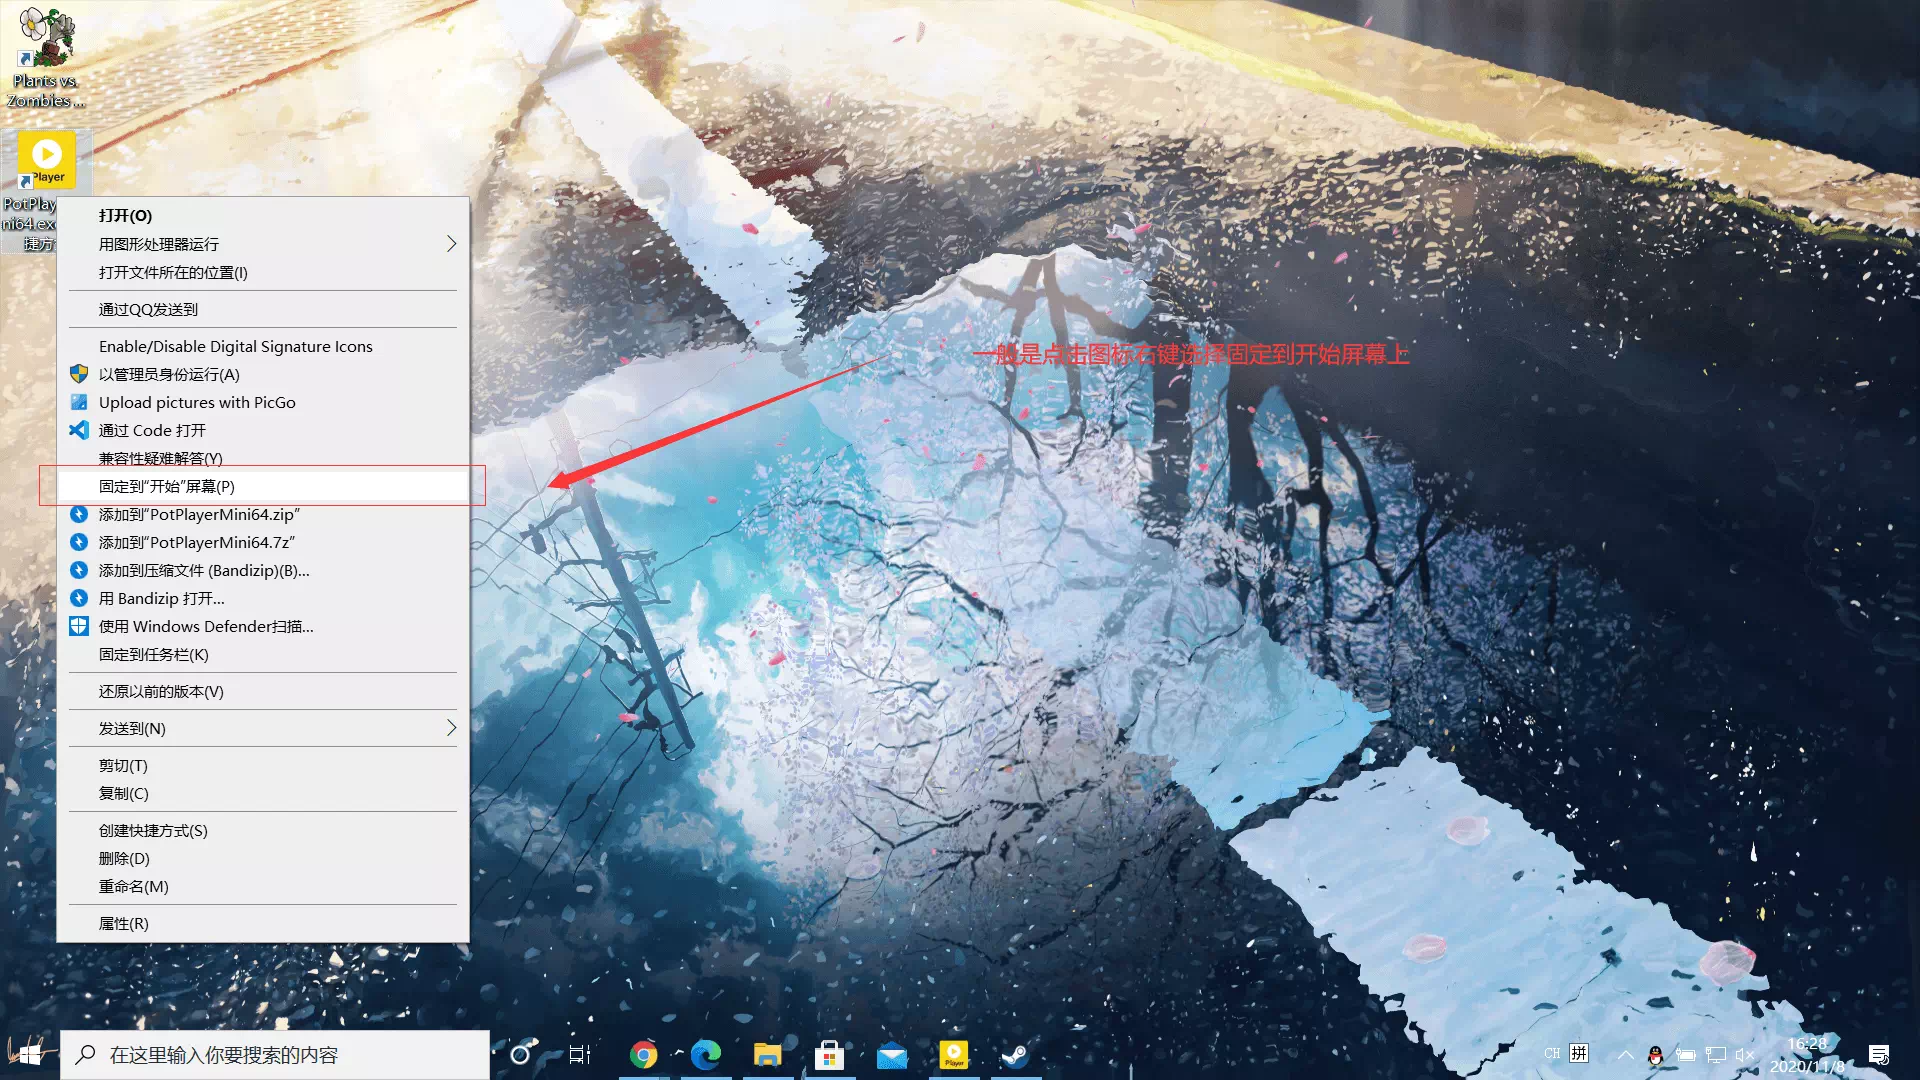 Plants vs.
Zombies ...
Player
PotPlay
ni64.ex
捷方
打开(O)
用图形处理器运行
打开文件所在的位置(I)
通过QQ发送到
Enable/Disable Digital Signature Icons
以管理员身份运行(A)
Upload pictures with PicGo
通过 Code 打开
兼容性疑难解答(Y)
固定到“开始”屏幕(P)
添加到“PotPlayerMini64.zip”
添加到“PotPlayerMini64.7z”
添加到压缩文件 (Bandizip)(B)...
用 Bandizip 打开...
使用 Windows Defender扫描...
固定到任务栏(K)
还原以前的版本(V)
发送到(N)
剪切(T)
复制(C)
创建快捷方式(S)
删除(D)
重命名(M)
属性(R)
一般是点击图标右键选择固定到开始屏幕上
在这里输入你要搜索的内容
Player
CH 拼
16:28
2020/11/8